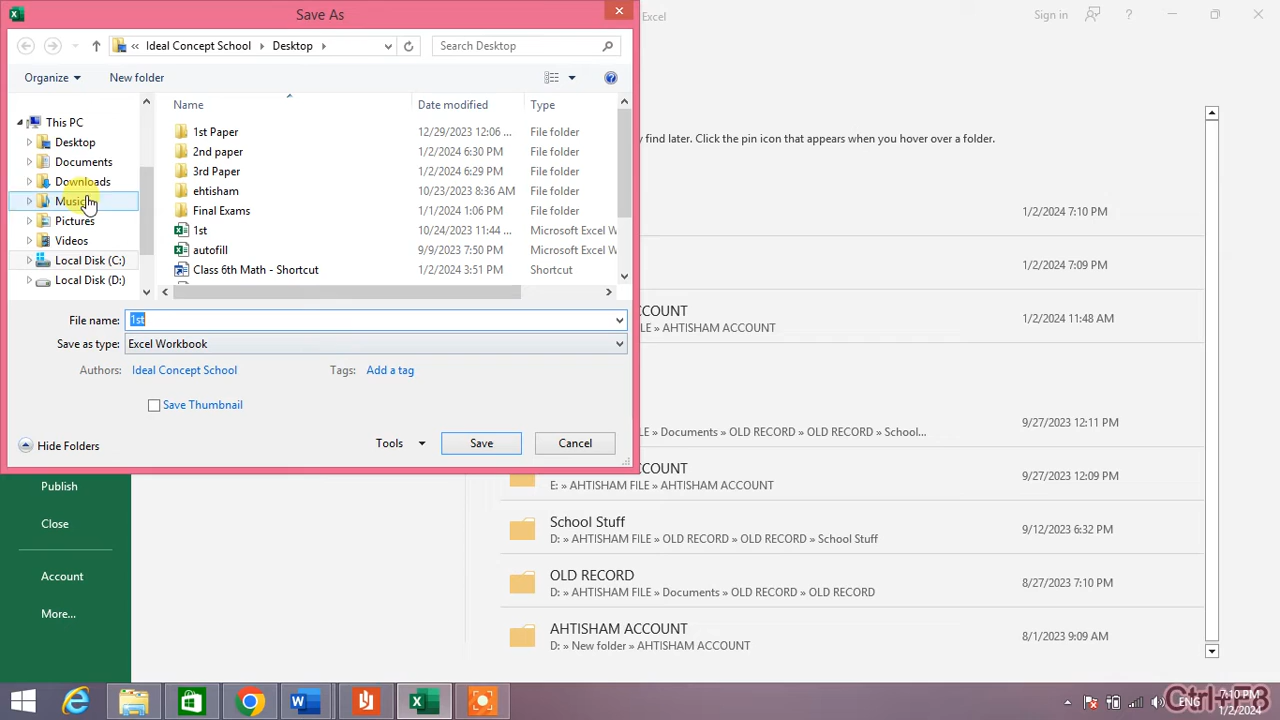 Save As
Excel
Sign in
?
« Ideal Concept School Desktop
Search Desktop
Organize
New folder
?
Name
Date modified
Type
This PC
Desktop
Documents
Downloads
Music
Pictures
Videos
Local Disk (C:)
Local Disk (D:)
1st Paper
12/29/2023 12:06 ...
File folder
2nd paper
1/2/2024 6:30 PM
File folder
3rd Paper
1/2/2024 6:29 PM
File folder
ehtisham
10/23/2023 8:36 AM
File folder
Final Exams
1/1/2024 1:06 PM
File folder
1st
10/24/2023 11:44 ...
Microsoft Excel W
autofill
9/9/2023 7:50 PM
Microsoft Excel W
Class 6th Math - Shortcut
1/2/2024 3:51 PM
Shortcut
File name: 1st
Save as type: Excel Workbook
Authors: Ideal Concept School
Tags: Add a tag
Save Thumbnail
Hide Folders
Tools
Save
Cancel
y find later. Click the pin icon that appears when you hover over a folder.
1/2/2024 7:10 PM
1/2/2024 7:09 PM
ACCOUNT
LE » AHTISHAM ACCOUNT
1/2/2024 11:48 AM
LE » Documents » OLD RECORD » OLD RECORD » School...
9/27/2023 12:11 PM
ACCOUNT
E: » AHTISHAM FILE » AHTISHAM ACCOUNT
9/27/2023 12:09 PM
School Stuff
D: » AHTISHAM FILE » OLD RECORD » OLD RECORD » School Stuff
9/12/2023 6:32 PM
OLD RECORD
D: » AHTISHAM FILE » Documents » OLD RECORD » OLD RECORD
8/27/2023 7:10 PM
AHTISHAM ACCOUNT
D: » New folder » AHTISHAM ACCOUNT
8/1/2023 9:09 AM
Publish
Close
Account
More...
ENG
7:10 PM
1/2/2024
Ctrl+F8